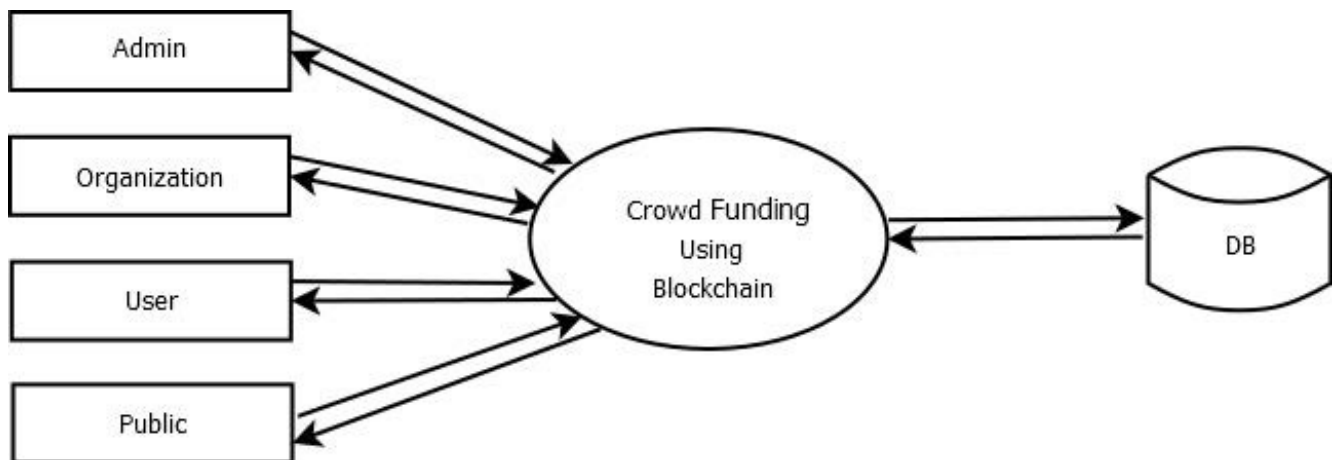 Admin
Organization
User
Public
Crowd Funding
Using
Blockchain
DB